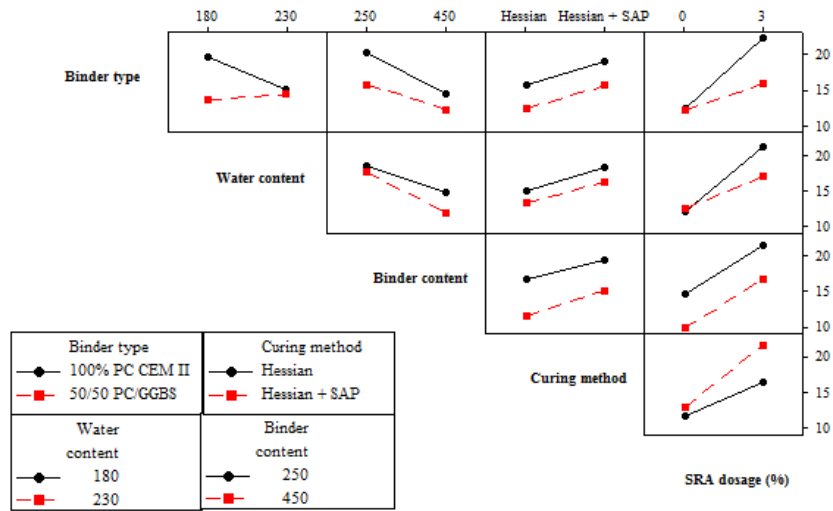 180 230 250 450 Hessian Hessian + SAP 0 3
Binder type
20
15
10
Water content
20
15
10
Binder content
20
15
10
Curing method
20
15
10
SRA dosage (%)
Binder type
100% PC CEM II
50/50 PC/GGBS
Curing method
Hessian
Hessian + SAP
Water
content
180
230
Binder
content
250
450